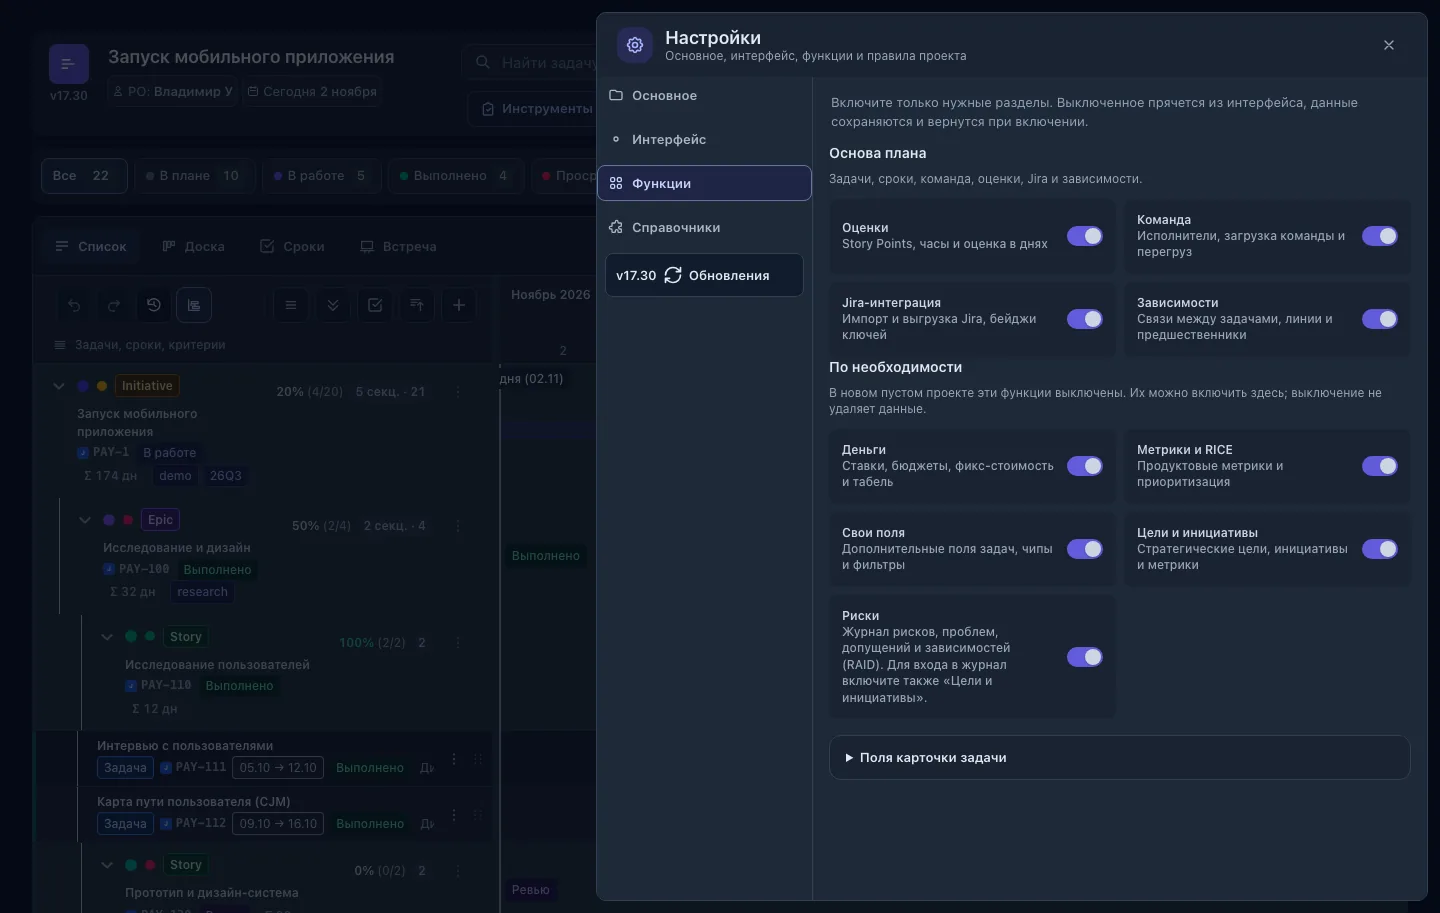 Запуск мобильного приложения
v17.30
PO: Владимир У
Сегодня 2 ноября
Найти задачу
Инструменты
Все 22
В плане 10
В работе 5
Выполнено 4
Проср
Список
Доска
Сроки
Встреча
Ноябрь 2026
Задачи, сроки, критерии
2
дня (02.11)
Initiative
20% (4/20) 5 секц. · 21
Запуск мобильного
приложения
PAY-1 В работе
Σ 174 дн demo 26Q3
Epic
50% (2/4) 2 секц. · 4
Исследование и дизайн
PAY-100 Выполнено
Σ 32 дн research
Выполнено
Story
100% (2/2) 2
Исследование пользователей
PAY-110 Выполнено
Σ 12 дн
Интервью с пользователями
Задача PAY-111 05.10 → 12.10 Выполнено
Карта пути пользователя (CJM)
Задача PAY-112 09.10 → 16.10 Выполнено
Story
0% (0/2) 2
Прототип и дизайн-система
Ревью
Настройки
Основное, интерфейс, функции и правила проекта
Основное
Интерфейс
Функции
Справочники
v17.30 Обновления
Включите только нужные разделы. Выключенное прячется из интерфейса, данные
сохраняются и вернутся при включении.
Основа плана
Задачи, сроки, команда, оценки, Jira и зависимости.
Оценки
Story Points, часы и оценка в днях
Команда
Исполнители, загрузка команды и
перегруз
Jira-интеграция
Импорт и выгрузка Jira, бейджи
ключей
Зависимости
Связи между задачами, линии и
предшественники
По необходимости
В новом пустом проекте эти функции выключены. Их можно включить здесь; выключение не
удаляет данные.
Деньги
Ставки, бюджеты, фикс-стоимость
и табель
Метрики и RICE
Продуктовые метрики и
приоритизация
Свои поля
Дополнительные поля задач, чипы
и фильтры
Цели и инициативы
Стратегические цели, инициативы
и метрики
Риски
Журнал рисков, проблем,
допущений и зависимостей
(RAID). Для входа в журнал
включите также «Цели и
инициативы».
Поля карточки задачи